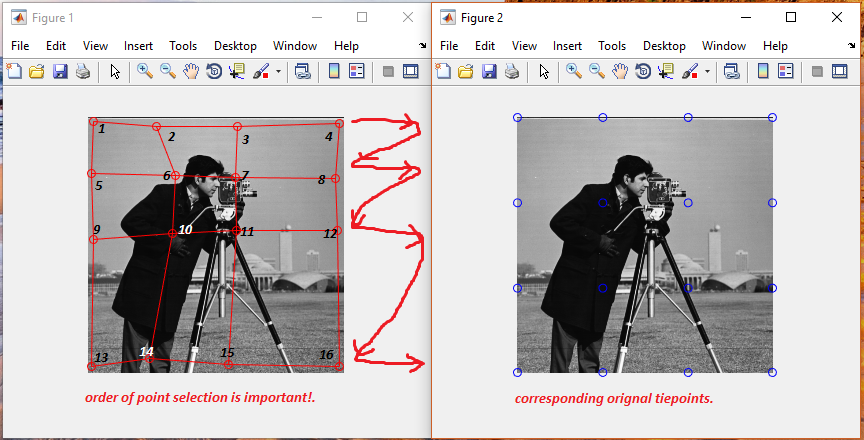 Figure 1
File Edit View Insert Tools Desktop Window Help
1 2 3 4
5 6 7 8
9 10 11 12
13 14 15 16
order of point selection is important!.
Figure 2
File Edit View Insert Tools Desktop Window Help
corresponding orignal tiepoints.